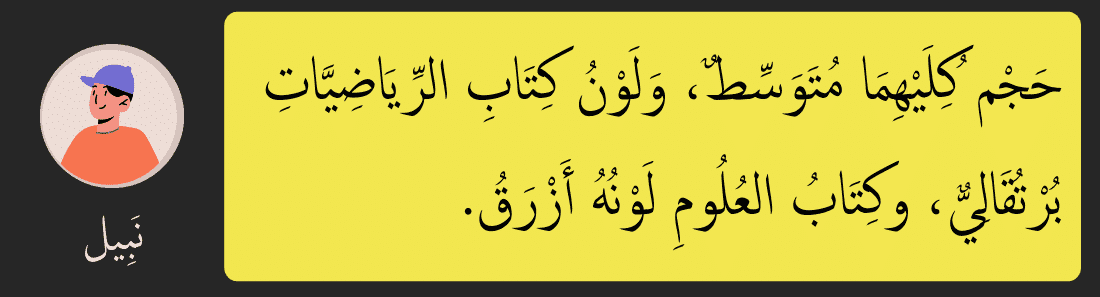 حَجْم كُِلَيْهِمَا مُتَوَسِّطٌ، وَلَوْنُ كِتَابِ الرِّيَاضِيَّاتِ
بُرْتُقَالِيٌّ، وكِتَابُ العُلُومِ لَوْنُهُ أَزْرَقُ.
نَبِيل